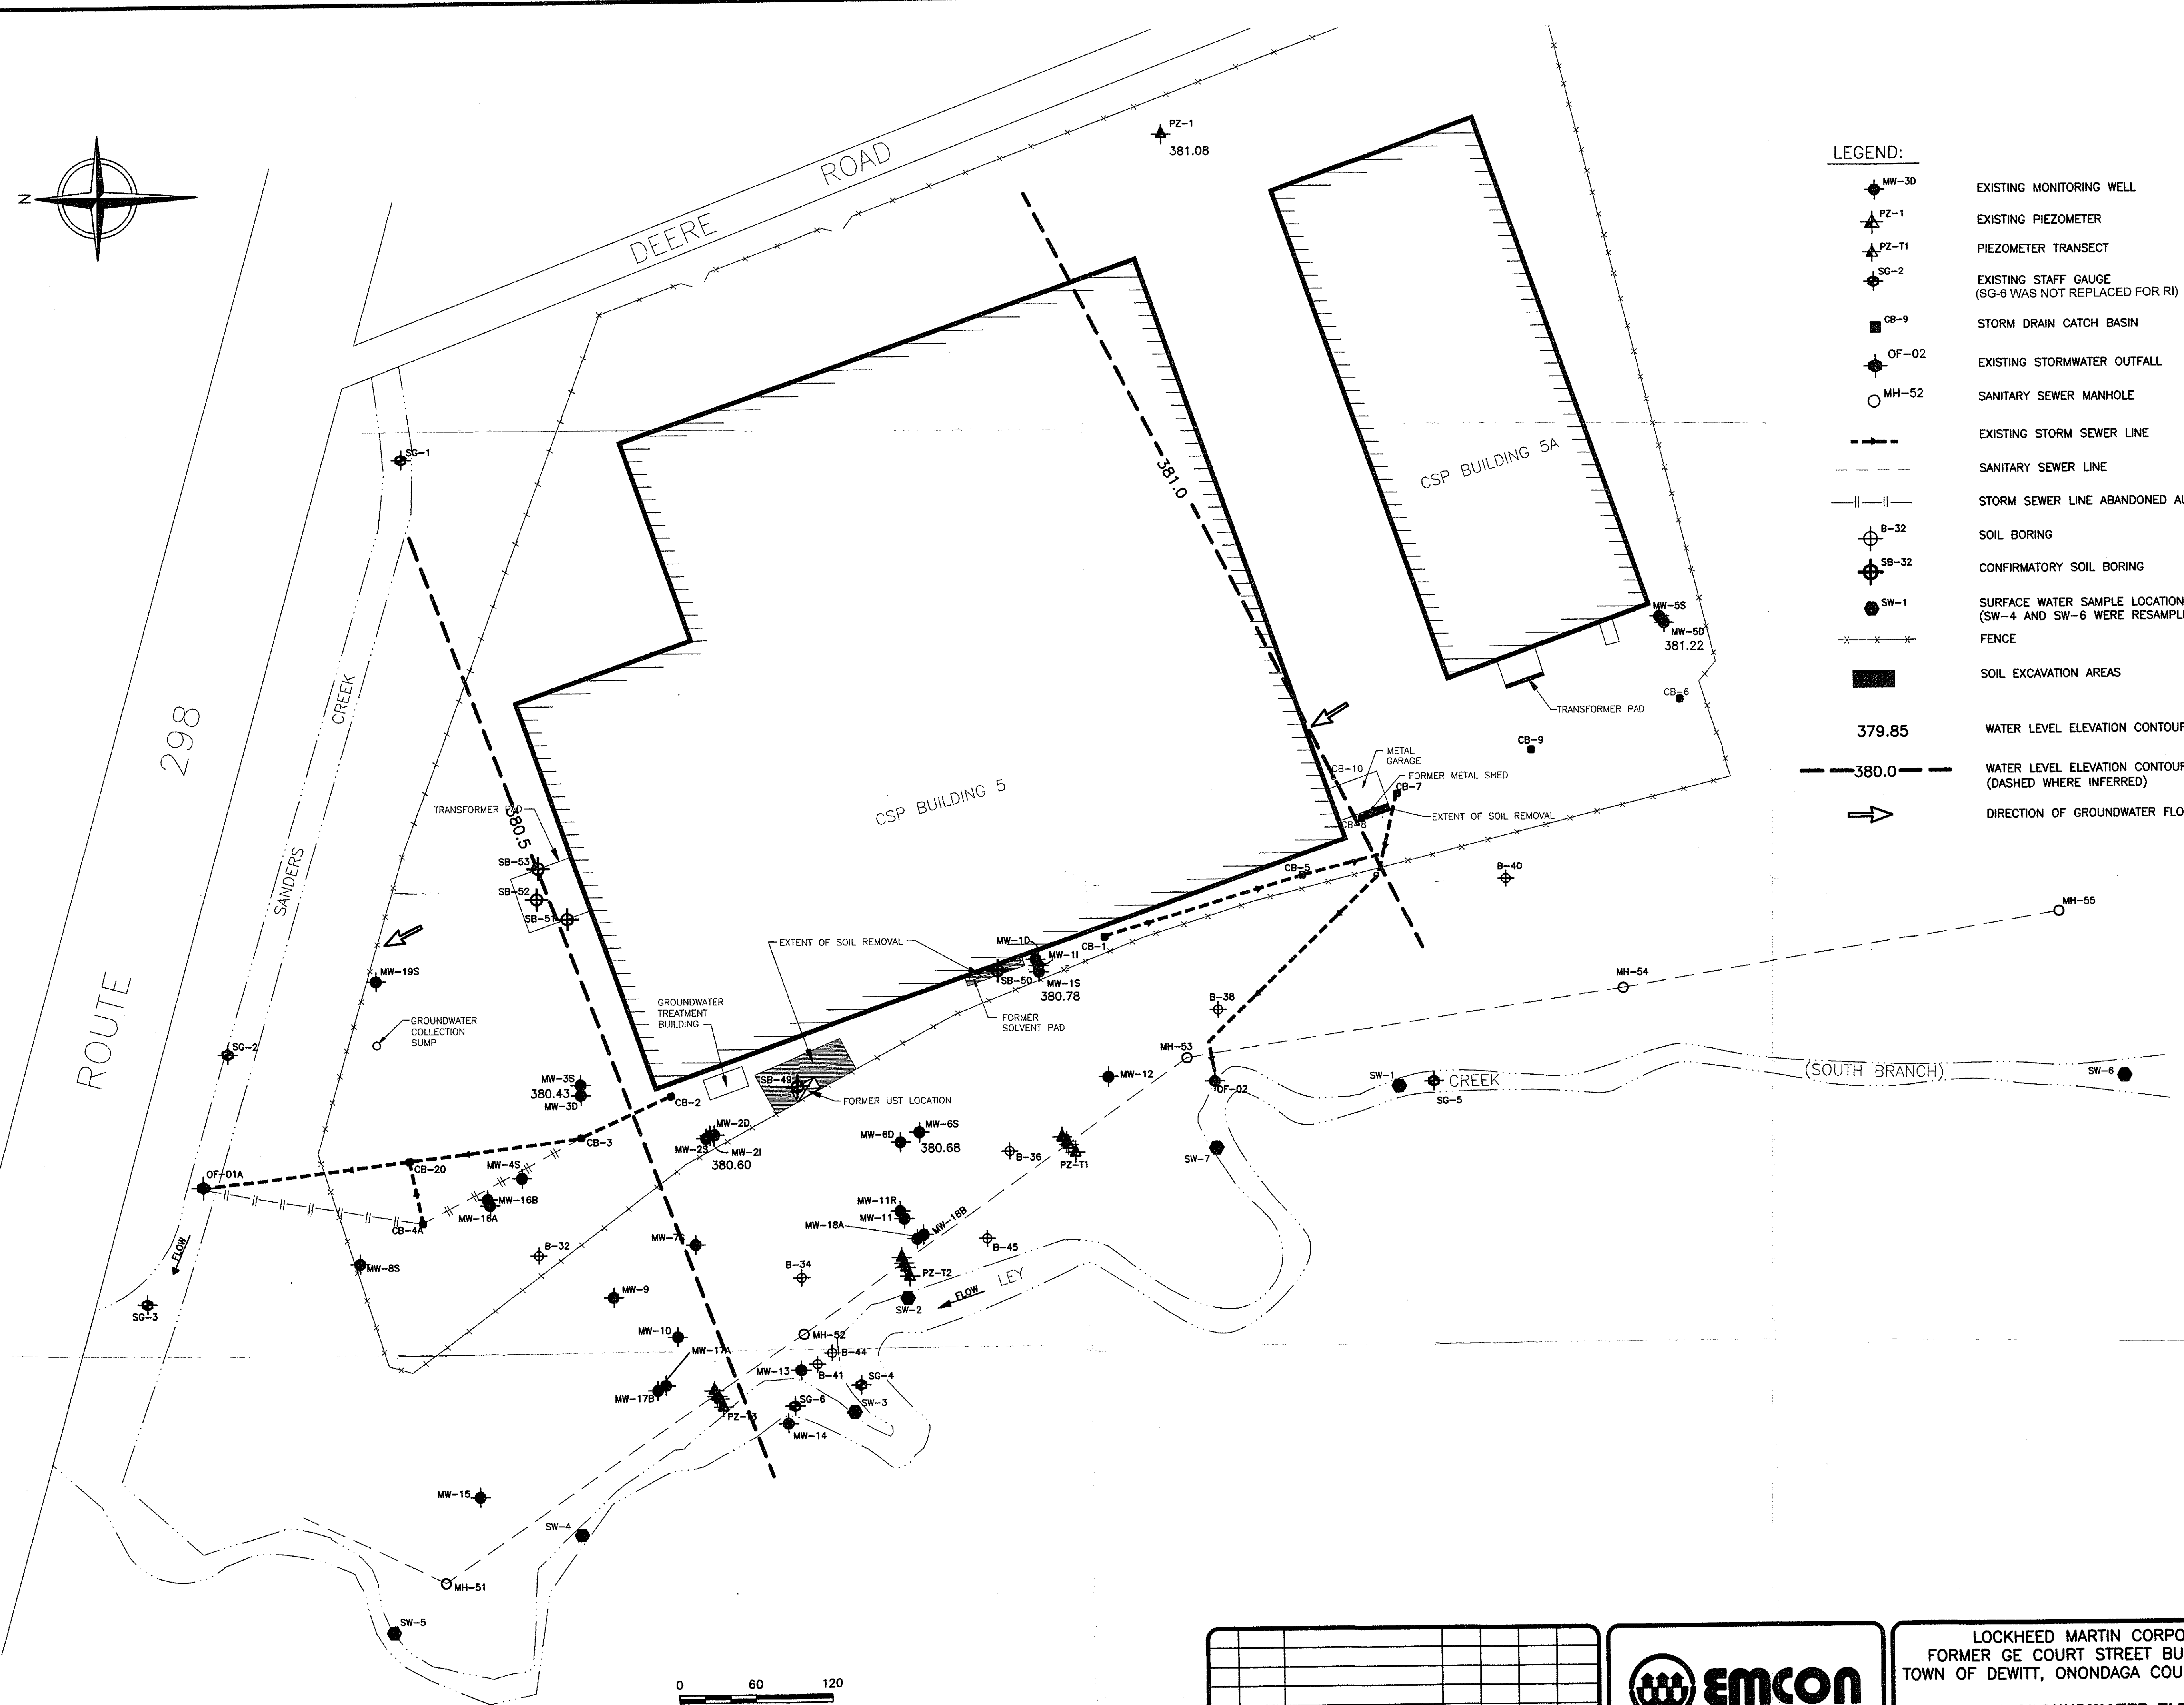 N
DEERE ROAD
PZ-1
381.08
LEGEND:
MW-3D EXISTING MONITORING WELL
PZ-1 EXISTING PIEZOMETER
PZ-T1 PIEZOMETER TRANSECT
SG-2 EXISTING STAFF GAUGE
(SG-6 WAS NOT REPLACED FOR RI)
CB-9 STORM DRAIN CATCH BASIN
OF-02 EXISTING STORMWATER OUTFALL
MH-52 SANITARY SEWER MANHOLE
EXISTING STORM SEWER LINE
SANITARY SEWER LINE
STORM SEWER LINE ABANDONED
B-32 SOIL BORING
SB-32 CONFIRMATORY SOIL BORING
SW-1 SURFACE WATER SAMPLE LOCATION
(SW-4 AND SW-6 WERE
FENCE
SOIL EXCAVATION AREAS
379.85 WATER LEVEL ELEVATION CONTOUR
380.0 WATER LEVEL ELEVATION CONTOUR
(DASHED WHERE INFERRED)
DIRECTION OF GROUNDWATER
SG-1
381.0
CSP BUILDING 5A
MW-5S
MW-5D
381.22
CB-6
TRANSFORMER PAD
CB-9
METAL
GARAGE
CB-10
FORMER METAL SHED
CB-7
CB-8
EXTENT OF SOIL REMOVAL
ROUTE 298
SANDERS CREEK
CSP BUILDING 5
TRANSFORMER PAD
380.5
SB-53
SB-52
SB-51
CB-5
B-40
MH-55
MH-54
CB-1
EXTENT OF SOIL REMOVAL
MW-1D
MW-1I
MW-1S
380.78
SB-50
FORMER
SOLVENT PAD
MW-19S
GROUNDWATER
COLLECTION
SUMP
GROUNDWATER
TREATMENT
BUILDING
B-38
MH-53
SG-2
MW-3S
380.43
MW-3D
SB-49
FORMER UST LOCATION
CB-2
MW-12
OF-02
SW-1
SG-5
CREEK
(SOUTH BRANCH)
SW-6
CB-3
MW-2D
MW-2S
MW-2I
380.60
MW-6S
MW-6D
380.68
B-36
PZ-T1
SW-7
CB-20
MW-4S
OF-01A
MW-16B
MW-16A
CB-4A
MW-11R
MW-11
MW-18A
MW-18B
B-45
FLOW
MW-8S
B-32
MW-7S
B-34
PZ-T2
LEY
FLOW
SW-2
SG-3
MW-9
MW-10
MH-52
B-44
MW-17A
MW-13
B-41
SG-4
MW-17B
SG-6
SW-3
PZ-T3
MW-14
MW-15
SW-4
MH-51
SW-5
0 60 120
EMCON
LOCKHEED MARTIN
FORMER GE COURT STREET
TOWN OF DEWITT,